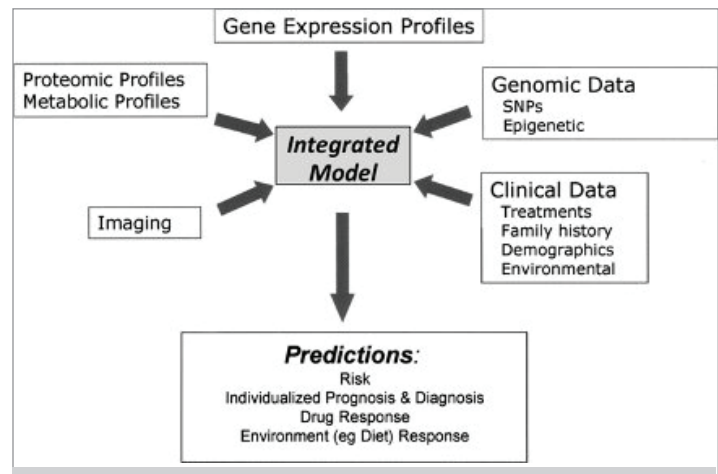 Gene Expression Profiles
Proteomic Profiles
Metabolic Profiles
Genomic Data
SNPs
Epigenetic
Integrated
Model
Imaging
Clinical Data
Treatments
Family history
Demographics
Environmental
Predictions:
Risk
Individualized Prognosis & Diagnosis
Drug Response
Environment (eg Diet) Response